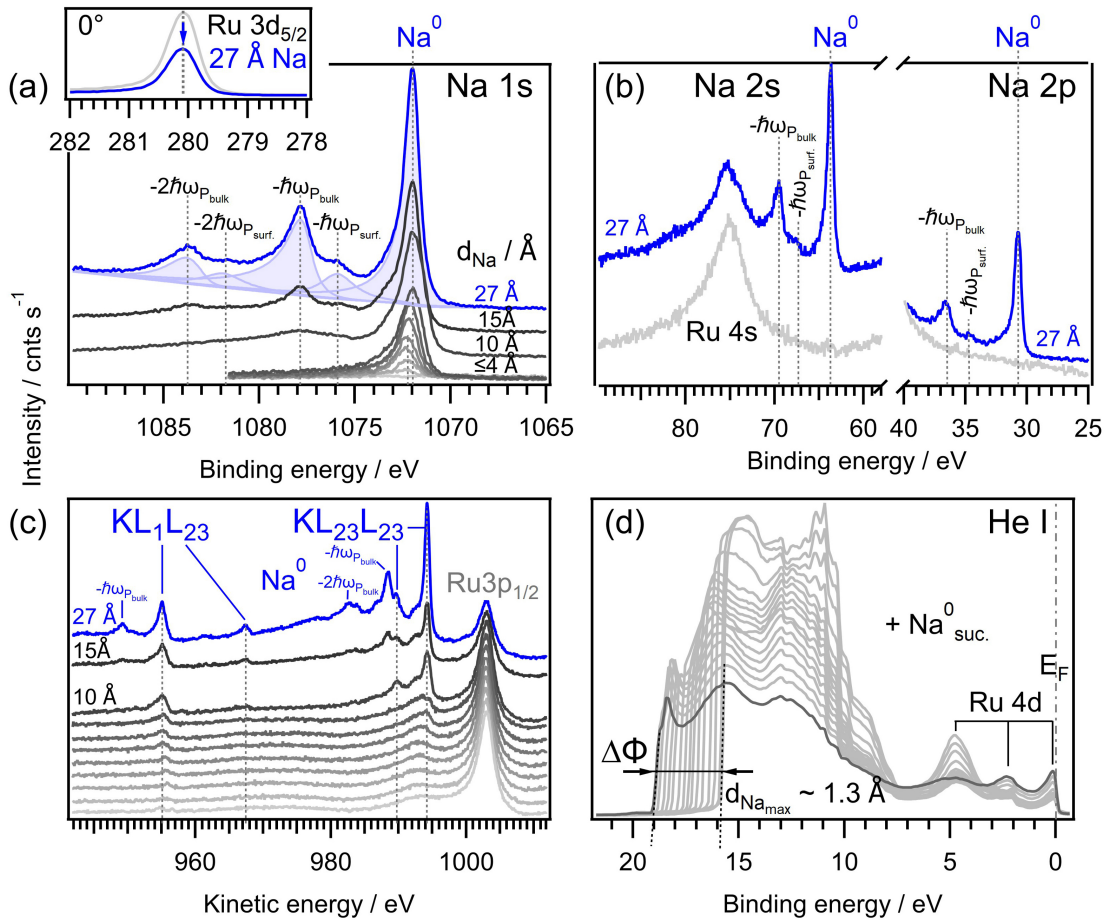 0°
Ru 3d5/2
27 Å Na
282 281 280 279 278
(a)
Na⁰
Na 1s
-2ħωPbulk
-2ħωPsurf.
-ħωPbulk
-ħωPsurf.
dNa / Å
27 Å
15Å
10 Å
≤4 Å
1085 1080 1075 1070 1065
Binding energy / eV
Intensity / cnts s⁻¹
(b)
Na⁰
Na⁰
Na 2s
Na 2p
-ħωPbulk
-ħωPsurf.
27 Å
Ru 4s
-ħωPbulk
-ħωPsurf.
27 Å
80 70 60 40 35 30 25
Binding energy / eV
(c)
KL1L23
KL23L23
Na⁰
-ħωPbulk
-2ħωPbulk
-ħωPbulk
Ru3p1/2
27 Å
15Å
10 Å
960 980 1000
Kinetic energy / eV
(d)
He I
+ Na⁰suc.
EF
Ru 4d
ΔΦ
dNamax ~ 1.3 Å
20 15 10 5 0
Binding energy / eV